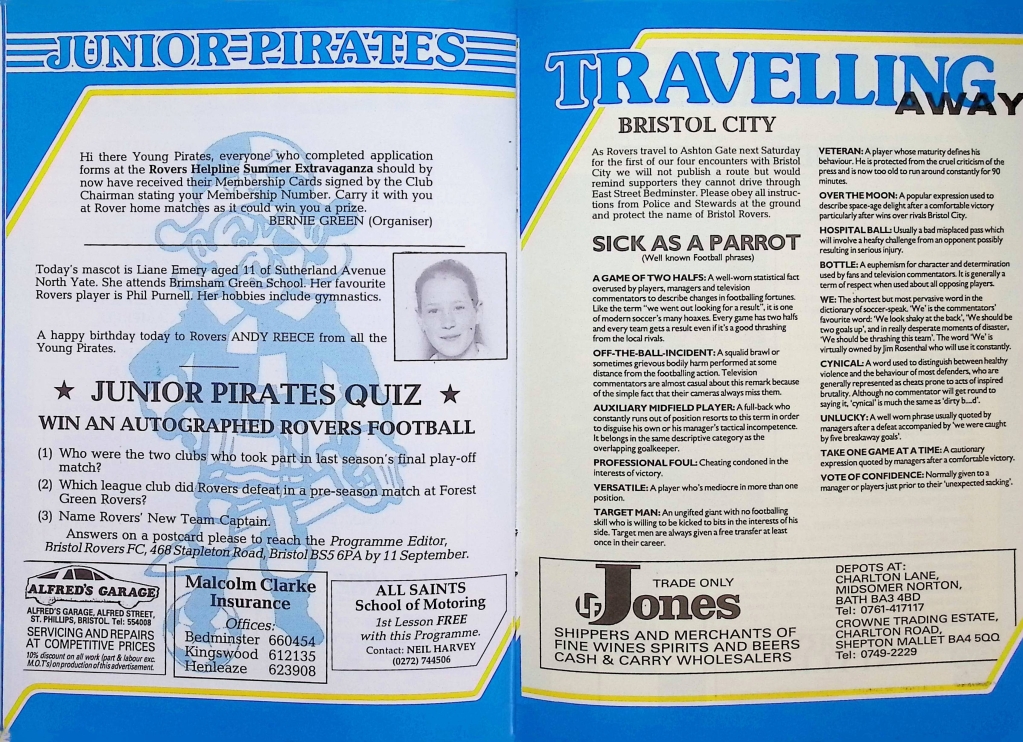 JUNIOR-PIRATES
Hi there Young Pirates, everyone who completed application
forms at the Rovers Helpline Summer Extravaganza should by
now have received their Membership Cards signed by the Club
Chairman stating your Membership Number. Carry it with you
at Rover home matches as it could win you a prize.
BERNIE GREEN (Organiser)
Today's mascot is Liane Emery aged 11 of Sutherland Avenue
North Yate. She attends Brimsham Green School. Her favourite
Rovers player is Phil Purnell. Her hobbies include gymnastics.
A happy birthday today to Rovers ANDY REECE from all the
Young Pirates.
★ JUNIOR PIRATES QUIZ ★
WIN AN AUTOGRAPHED ROVERS FOOTBALL
(1) Who were the two clubs who took part in last season's final play-off
match?
(2) Which league club did Rovers defeat in a pre-season match at Forest
Green Rovers?
(3) Name Rovers' New Team Captain.
Answers on a postcard please to reach the Programme Editor,
Bristol Rovers FC, 468 Stapleton Road, Bristol BS5 6PA by 11 September.
ALFRED'S GARAGE
ALFRED'S GARAGE, ALFRED STREET,
ST. PHILLIPS, BRISTOL. Tel: 554008
SERVICING AND REPAIRS
AT COMPETITIVE PRICES
10% discount on all work (part & labour exc.
M.O.T's) on production of this advertisement.
Malcolm Clarke
Insurance
Offices:
Bedminster 660454
Kingswood 612135
Henleaze 623908
ALL SAINTS
School of Motoring
1st Lesson FREE
with this Programme.
Contact: NEIL HARVEY
(0272) 744506
TRAVELLING
AWAY
BRISTOL CITY
As Rovers travel to Ashton Gate next Saturday
for the first of our four encounters with Bristol
City we will not publish a route but would
remind supporters they cannot drive through
East Street Bedminster. Please obey all instruc-
tions from Police and Stewards at the ground
and protect the name of Bristol Rovers.
SICK AS A PARROT
(Well known Football phrases)
A GAME OF TWO HALFS: A well-worn statistical fact
overused by players, managers and television
commentators to describe changes in footballing fortunes.
Like the term "we went out looking for a result", it is one
of modern soccer's many hoaxes. Every game has two halfs
and every team gets a result even if it's a good thrashing
from the local rivals.
OFF-THE-BALL-INCIDENT: A squalid brawl or
sometimes grievous bodily harm performed at some
distance from the footballing action. Television
commentators are almost casual about this remark because
of the simple fact that their cameras always miss them.
AUXILIARY MIDFIELD PLAYER: A full-back who
constantly runs out of position resorts to this term in order
to disguise his own or his manager's tactical incompetence.
It belongs in the same descriptive category as the
overlapping goalkeeper.
PROFESSIONAL FOUL: Cheating condoned in the
interests of victory.
VERSATILE: A player who's mediocre in more than one
position.
TARGET MAN: An ungifted giant with no footballing
skill who is willing to be kicked to bits in the interests of his
side. Target men are always given a free transfer at least
once in their career.
VETERAN: A player whose maturity defines his
behaviour. He is protected from the cruel criticism of the
press and is now too old to run around constantly for 90
minutes.
OVER THE MOON: A popular expression used to
describe space-age delight after a comfortable victory
particularly after wins over rivals Bristol City.
HOSPITAL BALL: Usually a bad misplaced pass which
will involve a heafty challenge from an opponent possibly
resulting in serious injury.
BOTTLE: A euphemism for character and determination
used by fans and television commentators. It is generally a
term of respect when used about all opposing players.
WE: The shortest but most pervasive word in the
dictionary of soccer-speak. 'We' is the commentators'
favourite word: 'We look shaky at the back', 'We should be
two goals up', and in really desperate moments of disaster,
'We should be thrashing this team'. The word 'We' is
virtually owned by Jim Rosenthal who will use it constantly.
CYNICAL: A word used to distinguish between healthy
violence and the behaviour of most defenders, who are
generally represented as cheats prone to acts of inspired
brutality. Although no commentator will get round to
saying it, 'cynical' is much the same as 'dirty b....d'.
UNLUCKY: A well worn phrase usually quoted by
managers after a defeat accompanied by 'we were caught
by five breakaway goals'.
TAKE ONE GAME AT A TIME: A cautionary
expression quoted by managers after a comfortable victory.
VOTE OF CONFIDENCE: Normally given to a
manager or players just prior to their 'unexpected sacking'.
TRADE ONLY
Jones
SHIPPERS AND MERCHANTS OF
FINE WINES SPIRITS AND BEERS
CASH & CARRY WHOLESALERS
DEPOTS AT:
CHARLTON LANE,
MIDSOMER NORTON,
BATH BA3 4BD
Tel: 0761-417117
CROWNE TRADING ESTATE,
CHARLTON ROAD,
SHEPTON MALLET BA4 5QQ
Tel: 0749-2229